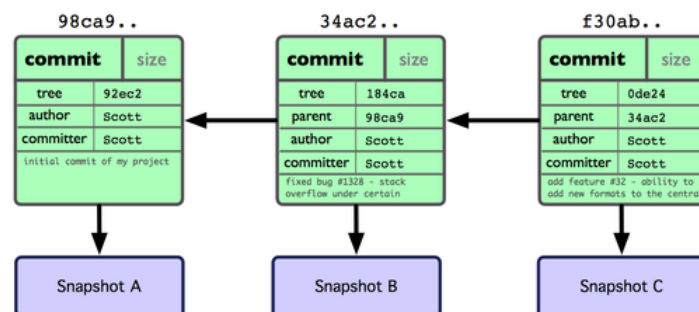 98ca9..
34ac2..
f30ab..
commit size
tree 92ec2
author Scott
committer Scott
initial commit of my project
commit size
tree 184ca
parent 98ca9
author Scott
committer Scott
fixed bug #1328 - stack
overflow under certain
commit size
tree 0de24
parent 34ac2
author Scott
committer Scott
add feature #32 - ability to
add new formats to the centra
Snapshot A
Snapshot B
Snapshot C